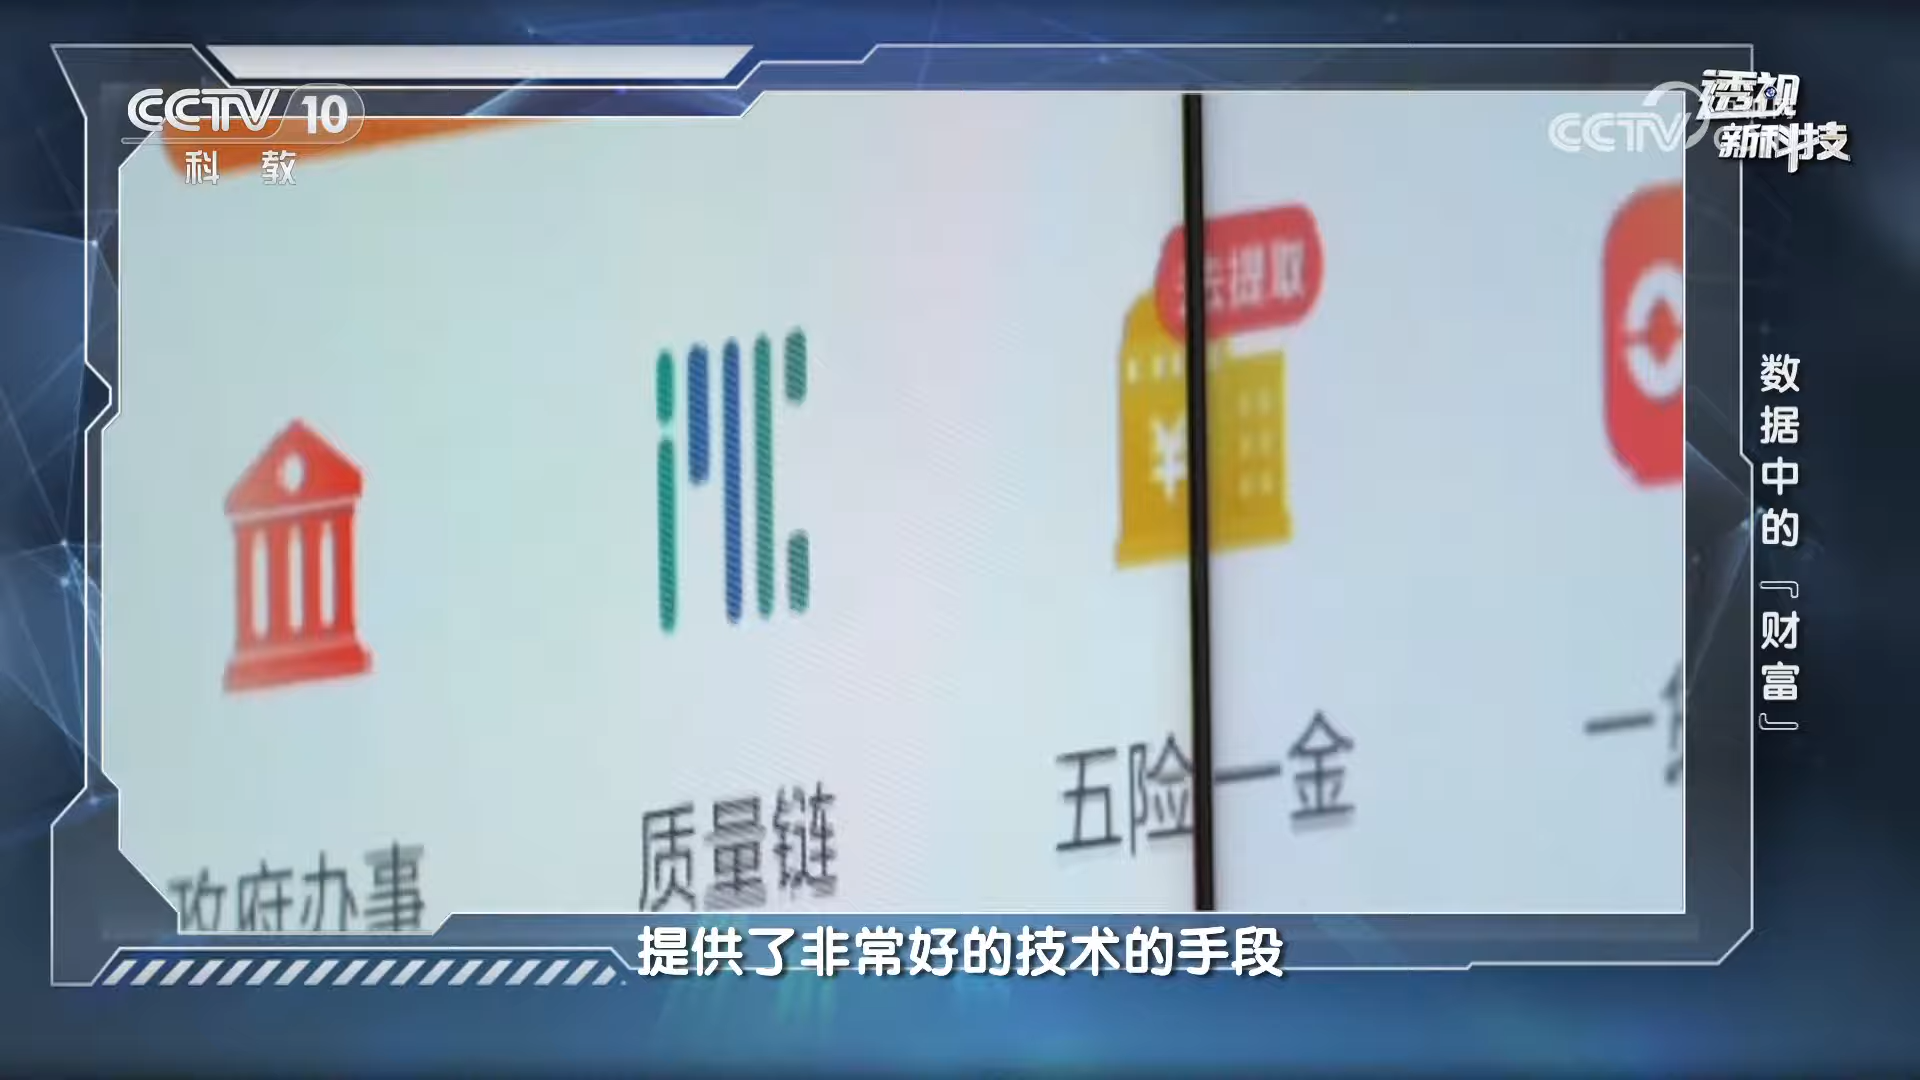 CCTV 10
科教
透视
新科技
CCTV
去提取
¥
政府办事
质量链
五险一金
一
数据中的『财富』
提供了非常好的技术的手段